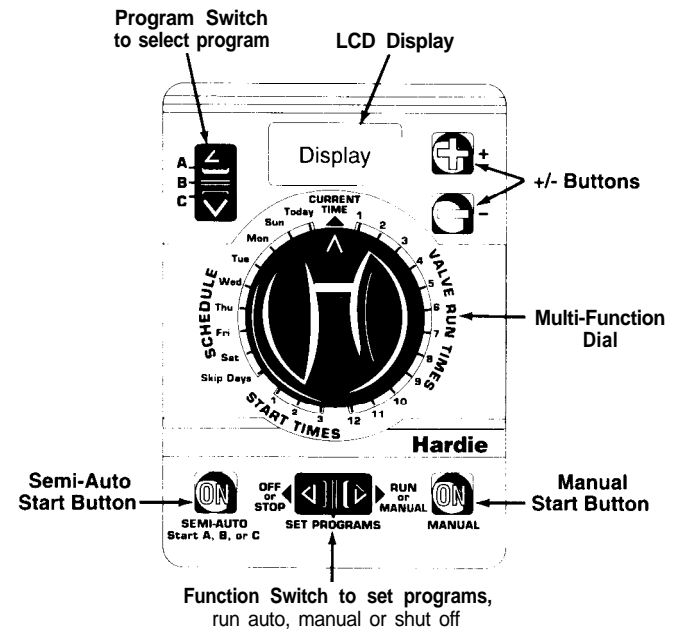 Program Switch
to select program
LCD Display
Display
A
B
C
+
-
+/- Buttons
CURRENT
TIME
Today
Sun
Mon
Tue
Wed
Thu
Fri
Sat
Skip Days
SCHEDULE
1
2
3
START TIMES
1
2
3
4
5
6
7
8
9
10
11
12
VALVE RUN TIMES
Multi-Function
Dial
Hardie
Semi-Auto
Start Button
ON
SEMI-AUTO
Start A, B, or C
OFF
or
STOP
SET PROGRAMS
RUN
or
MANUAL
ON
MANUAL
Manual
Start Button
Function Switch to set programs,
run auto, manual or shut off